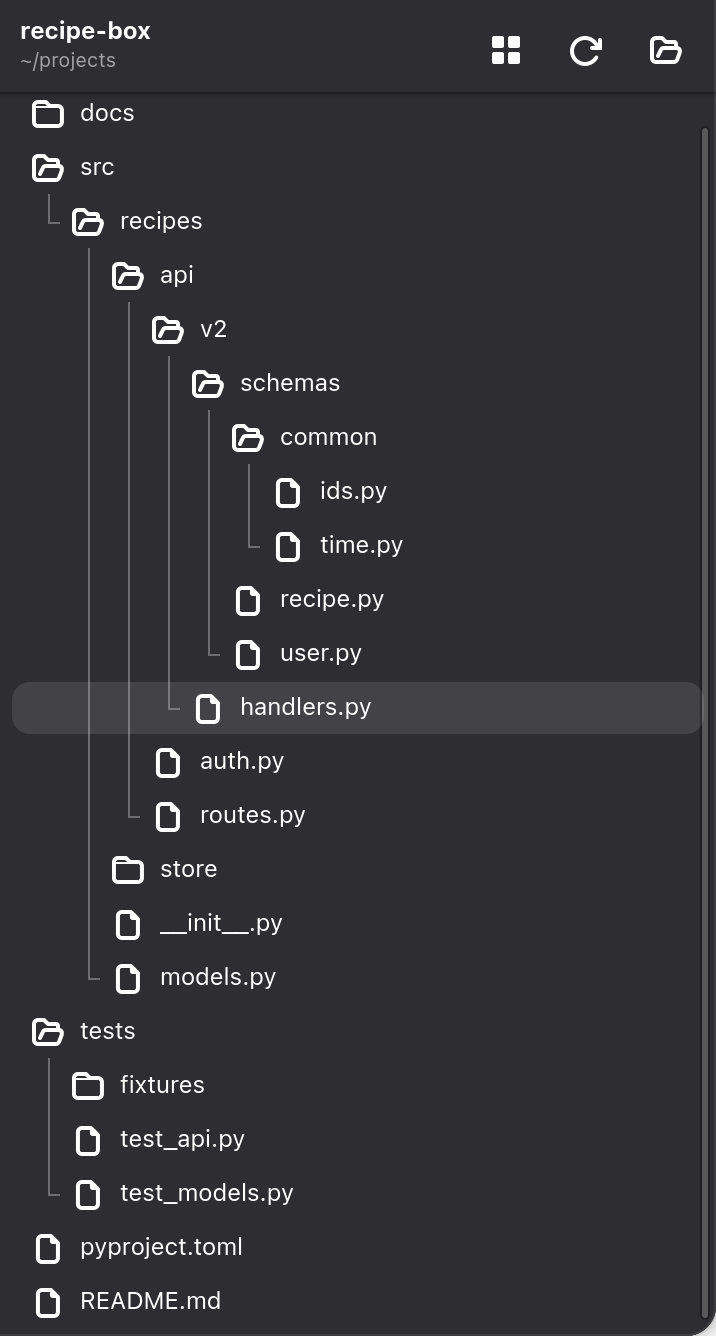 recipe-box
~/projects
docs
src
recipes
api
v2
schemas
common
ids.py
time.py
recipe.py
user.py
handlers.py
auth.py
routes.py
store
__init__.py
models.py
tests
fixtures
test_api.py
test_models.py
pyproject.toml
README.md